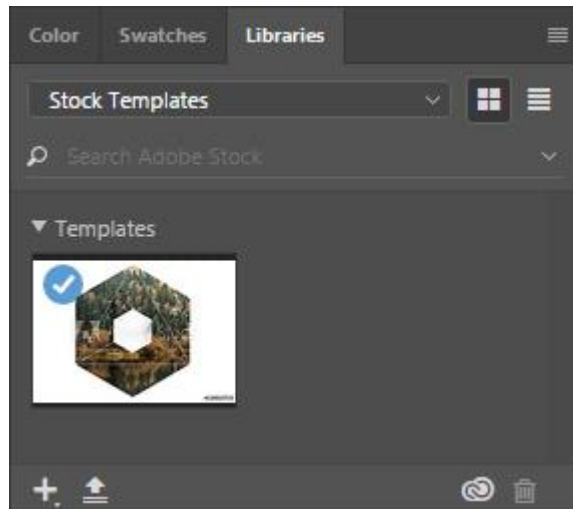 Color Swatches Libraries
Stock Templates
Search Adobe Stock
Templates